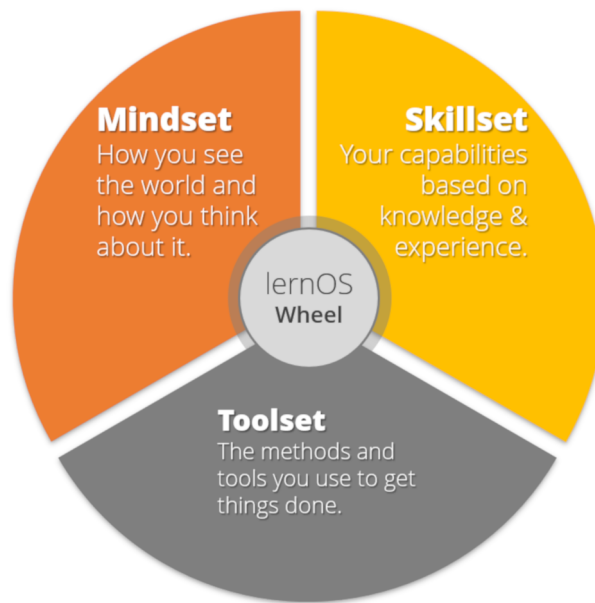 Mindset
How you see
the world and
how you think
about it.
Skillset
Your capabilities
based on
knowledge &
experience.
lernOS
Wheel
Toolset
The methods and
tools you use to get
things done.